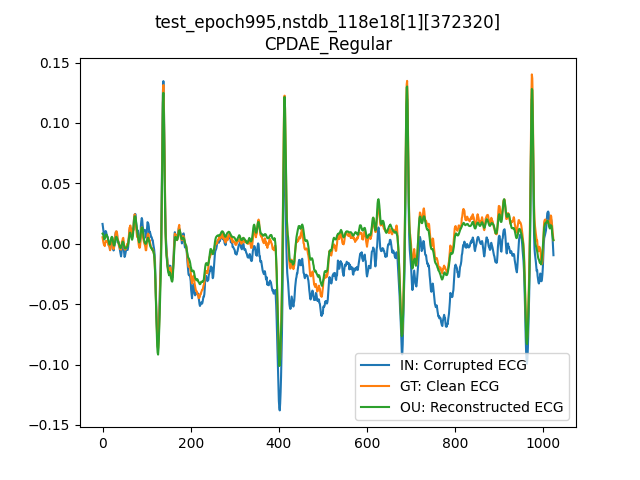 test_epoch995,nstdb_118e18[1][372320]
CPDAE_Regular
0.15
0.10
0.05
0.00
−0.05
−0.10
−0.15
IN: Corrupted ECG
GT: Clean ECG
OU: Reconstructed ECG
0 200 400 600 800 1000